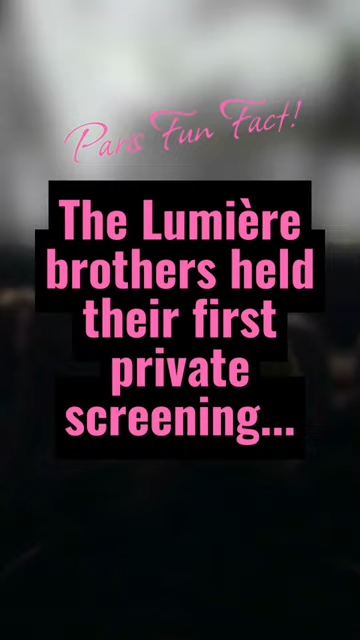 Paris Fun Fact!
The Lumière
brothers held
their first
private
screening...